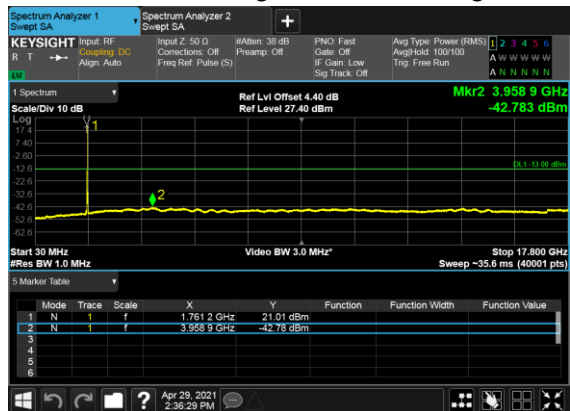 Spectrum Analyzer 1
Swept SA
Spectrum Analyzer 2
Swept SA
+
KEYSIGHT Input: RF Input Z: 50 Ω #Atten: 38 dB PNO: Fast Avg Type: Power (RMS) 1 2 3 4 5 6
R T Coupling: DC Corrections: Off Preamp: Off Gate: Off Avg|Hold: 100/100 A W W W W W
Align: Auto Freq Ref: Pulse (S) IF Gain: Low Trig: Free Run A N N N N N
Sig Track: Off
1 Spectrum
Ref Lvl Offset 4.40 dB Mkr2 3.958 9 GHz
Scale/Div 10 dB Ref Level 27.40 dBm -42.783 dBm
Log
17.4 1
7.40
-2.60
-12.6 DL1 -13.00 dBm
-22.6
-32.6 2
-42.6
-52.6
-62.6
Start 30 MHz Video BW 3.0 MHz* Stop 17.800 GHz
#Res BW 1.0 MHz Sweep ~35.6 ms (40001 pts)
5 Marker Table
Mode Trace Scale X Y Function Function Width Function Value
1 N 1 f 1.761 2 GHz 21.01 dBm
2 N 1 f 3.958 9 GHz -42.78 dBm
3
4
5
6
? Apr 29, 2021
2:36:29 PM